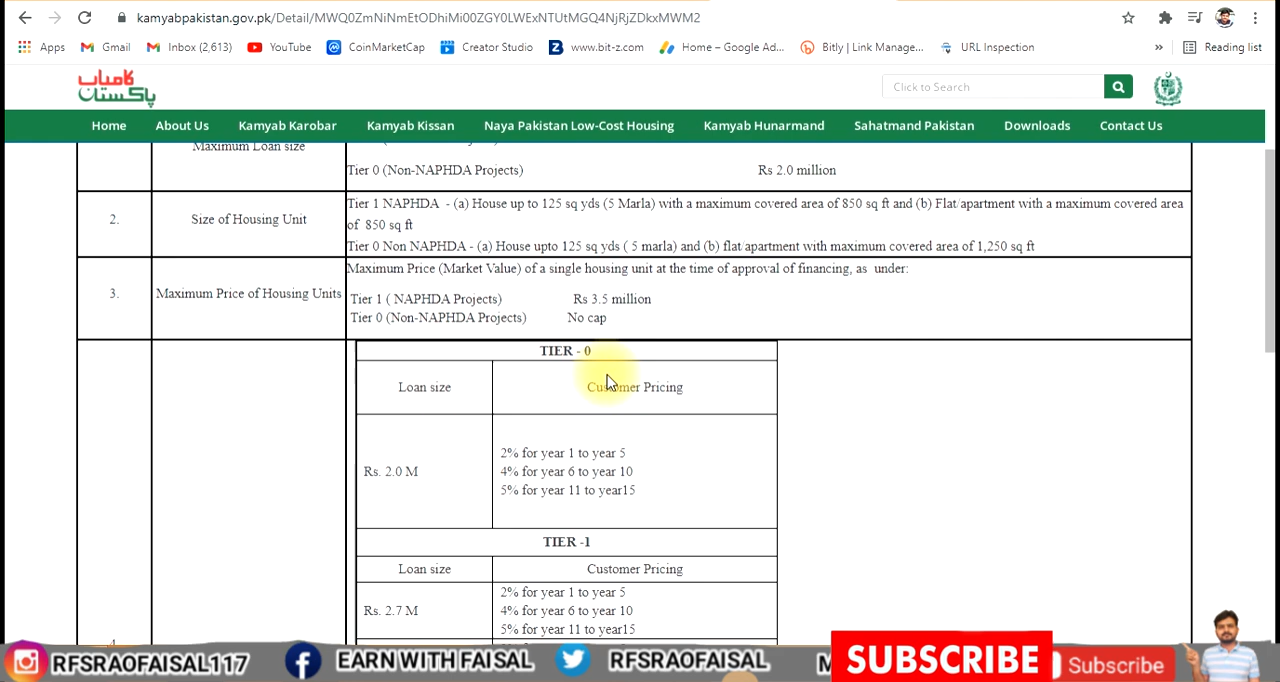 kamyabpakistan.gov.pk/Detail/MWQ0ZmNiNmEtODhiMi00ZGY0LWExNTUtMGQ4NjRjZDkxMWM2
Apps
Gmail
Inbox (2,613)
YouTube
CoinMarketCap
Creator Studio
www.bit-z.com
Home – Google Ad...
Bitly | Link Manage...
URL Inspection
»
Reading list
کامیاب
پاکستان
Click to Search
Home
About Us
Kamyab Karobar
Kamyab Kissan
Naya Pakistan Low-Cost Housing
Kamyab Hunarmand
Sahatmand Pakistan
Downloads
Contact Us
Maximum Loan size
Tier 0 (Non-NAPHDA Projects) Rs 2.0 million
2.
Size of Housing Unit
Tier 1 NAPHDA - (a) House up to 125 sq yds (5 Marla) with a maximum covered area of 850 sq ft and (b) Flat/apartment with a maximum covered area
of 850 sq ft
Tier 0 Non NAPHDA - (a) House upto 125 sq yds ( 5 marla) and (b) flat/apartment with maximum covered area of 1,250 sq ft
3.
Maximum Price of Housing Units
Maximum Price (Market Value) of a single housing unit at the time of approval of financing, as under:
Tier 1 ( NAPHDA Projects) Rs 3.5 million
Tier 0 (Non-NAPHDA Projects) No cap
TIER - 0
Loan size
Customer Pricing
Rs. 2.0 M
2% for year 1 to year 5
4% for year 6 to year 10
5% for year 11 to year15
TIER -1
Loan size
Customer Pricing
Rs. 2.7 M
2% for year 1 to year 5
4% for year 6 to year 10
5% for year 11 to year15
RFSRAOFAISAL117
EARN WITH FAISAL
RFSRAOFAISAL
M
SUBSCRIBE
Subscribe